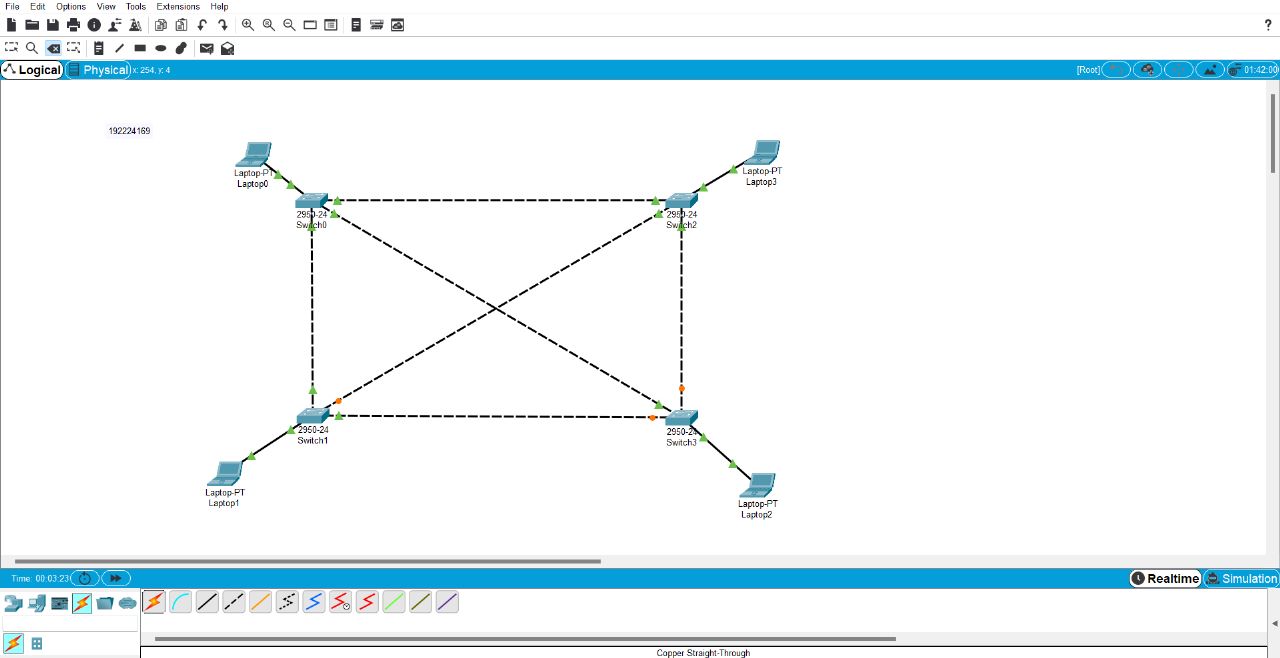 File Edit Options View Tools Extensions Help
?
Logical Physical x: 254, y: 4 [Root] 01:42:00
192224169
Laptop-PT
Laptop0
Laptop-PT
Laptop3
2950-24
Switch0
2950-24
Switch2
2950-24
Switch1
2950-24
Switch3
Laptop-PT
Laptop1
Laptop-PT
Laptop2
Time: 00:03:23 Realtime Simulation
Copper Straight-Through